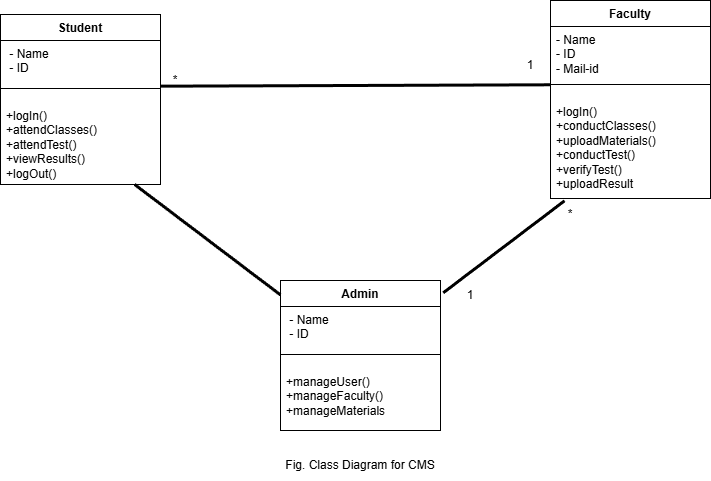 Student
- Name
- ID
+logIn()
+attendClasses()
+attendTest()
+viewResults()
+logOut()
*
1
Faculty
- Name
- ID
- Mail-id
+logIn()
+conductClasses()
+uploadMaterials()
+conductTest()
+verifyTest()
+uploadResult
*
1
Admin
- Name
- ID
+manageUser()
+manageFaculty()
+manageMaterials
Fig. Class Diagram for CMS